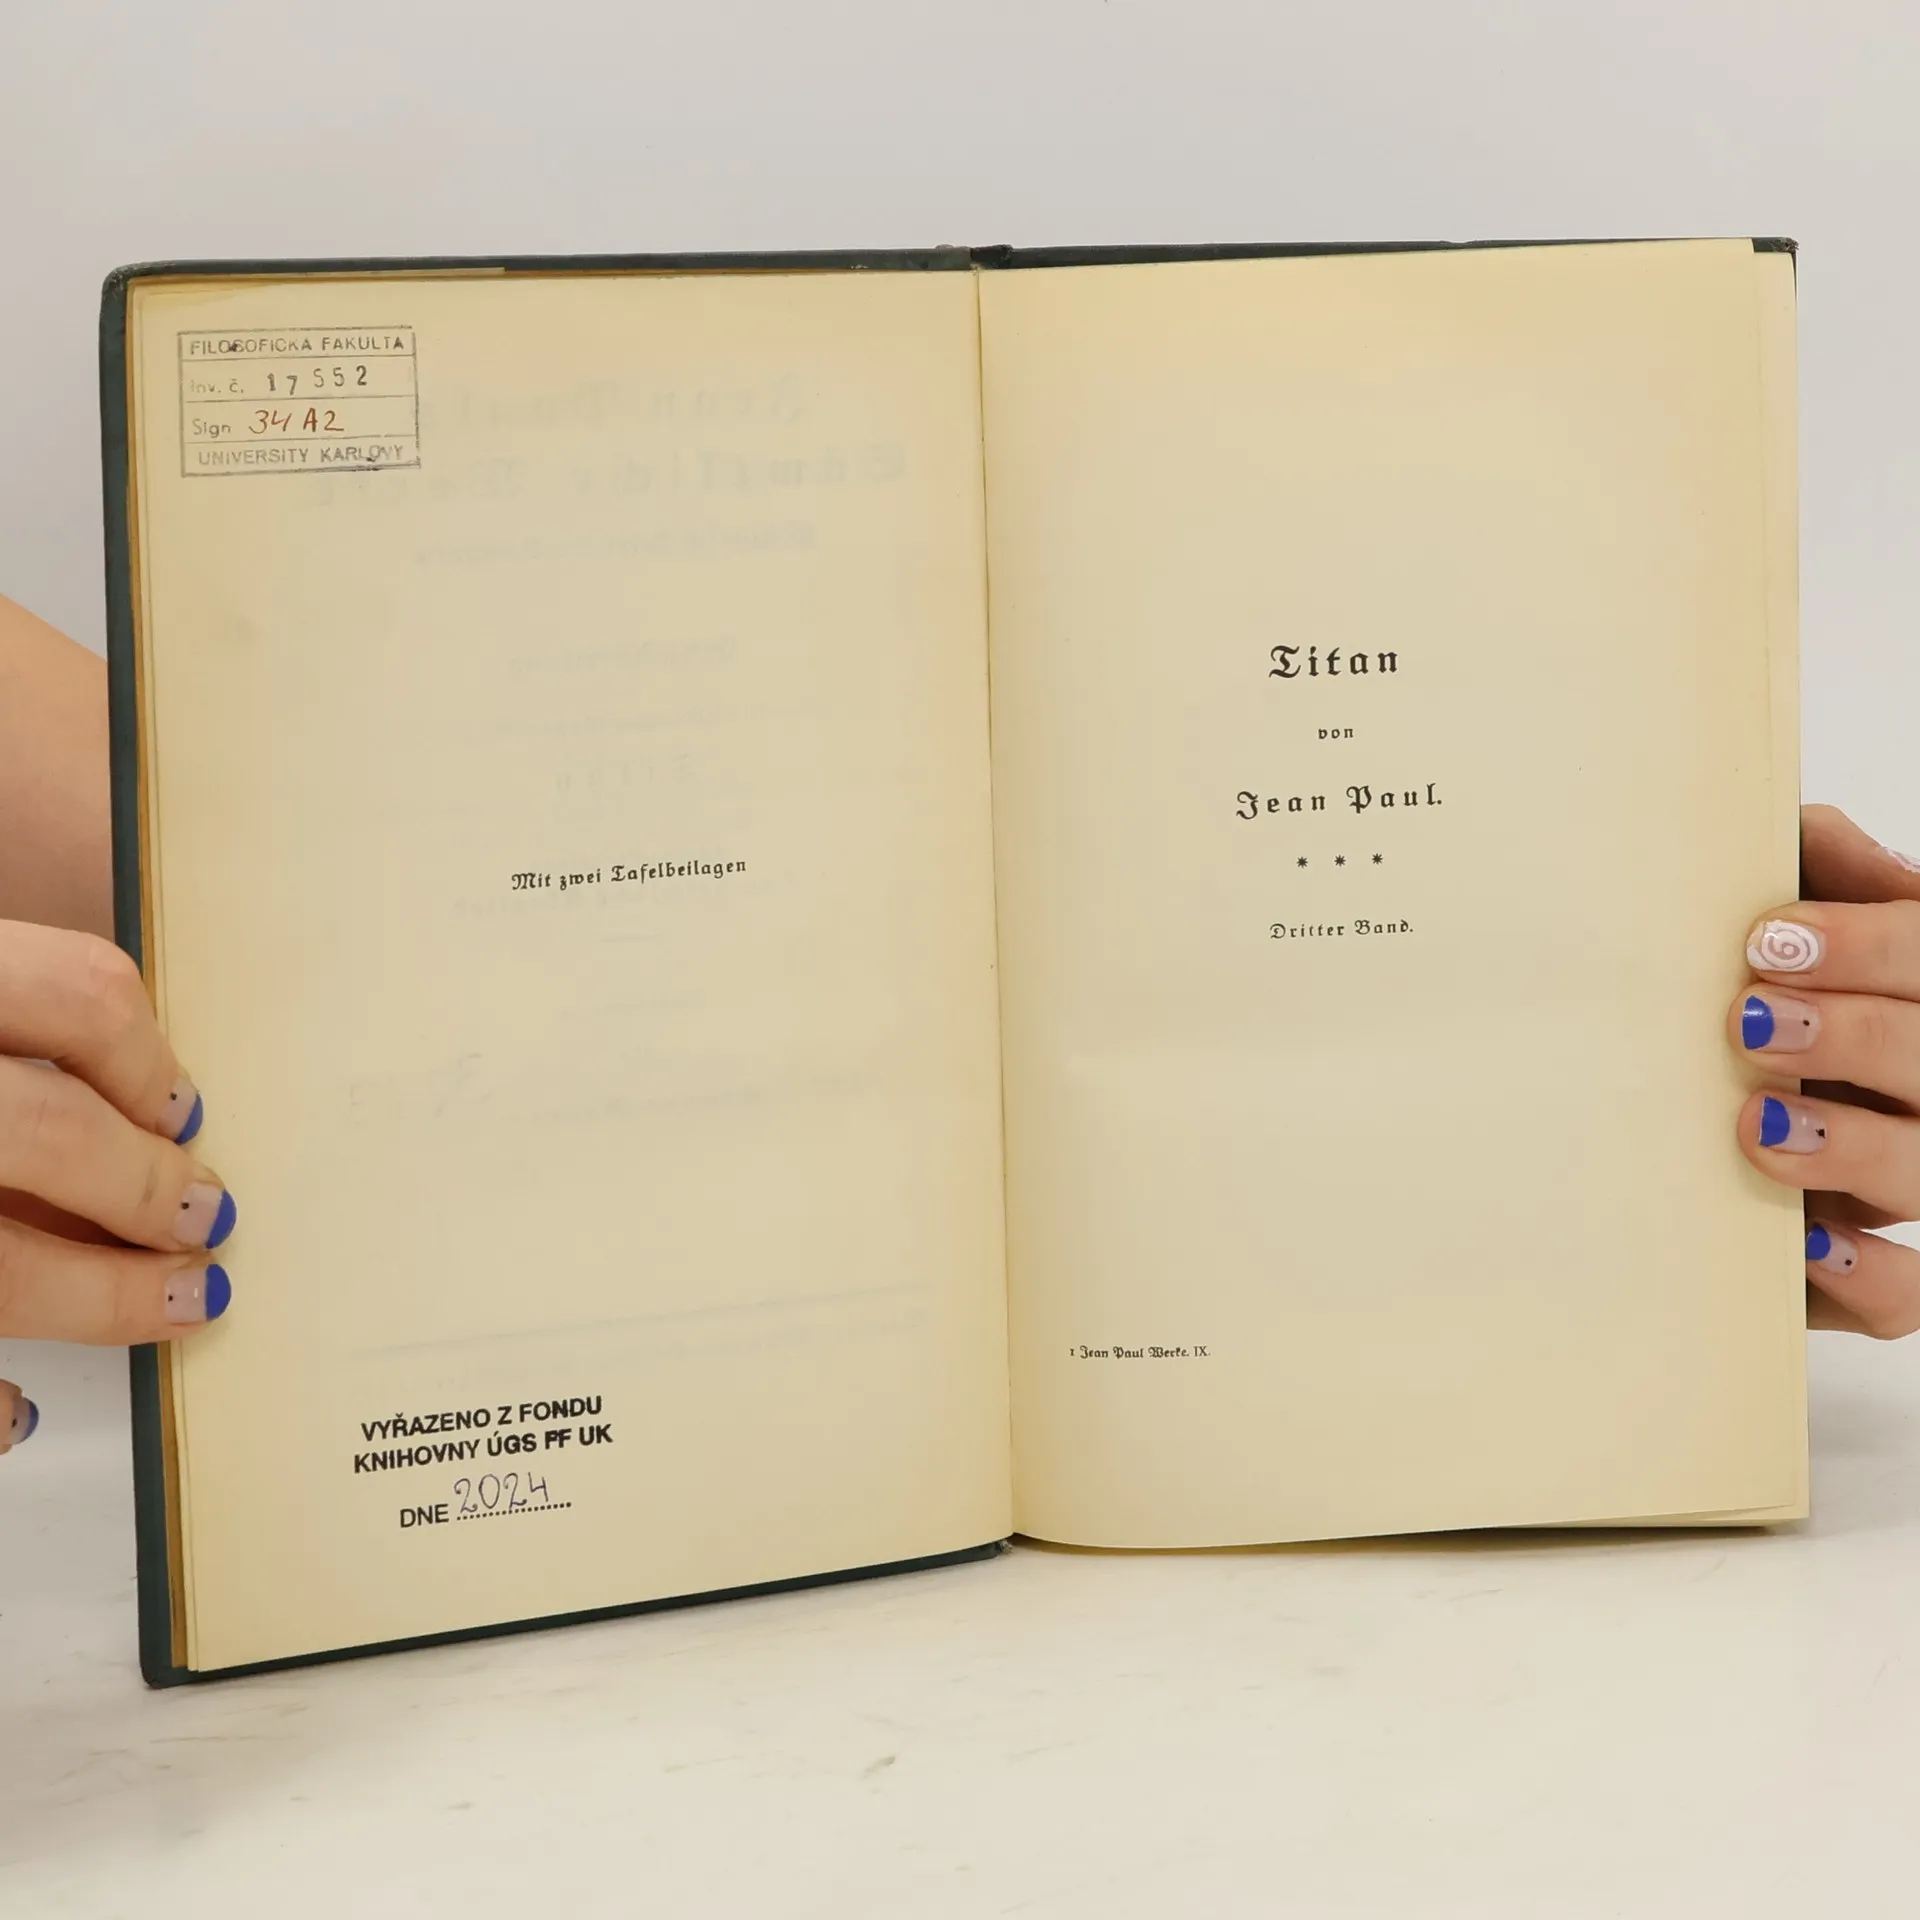 FILOSOFICKÁ FAKULTA
Inv. č. 17552
Sign 34 A2
UNIVERSITY KARLOVY
Mit zwei Tafelbeilagen
VYŘAZENO Z FONDU
KNIHOVNY ÚGS FF UK
DNE 2024
Titan
von
Jean Paul.
* * *
Dritter Band.
1 Jean Paul Werke. IX.